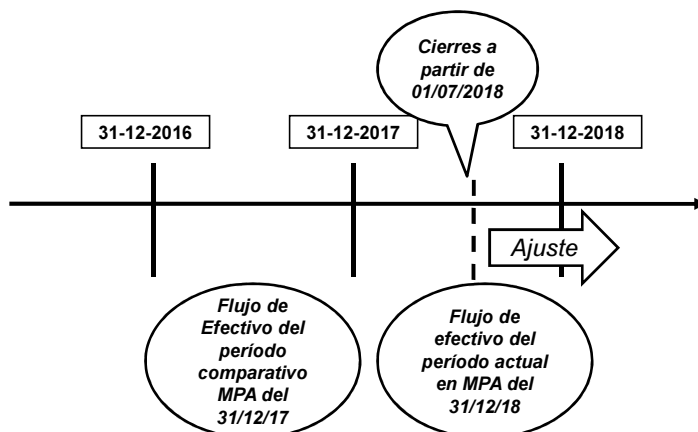 Cierres a
partir de
01/07/2018
31-12-2016
31-12-2017
31-12-2018
Ajuste
Flujo de
Efectivo del
período
comparativo
MPA del
31/12/17
Flujo de
efectivo del
período actual
en MPA del
31/12/18